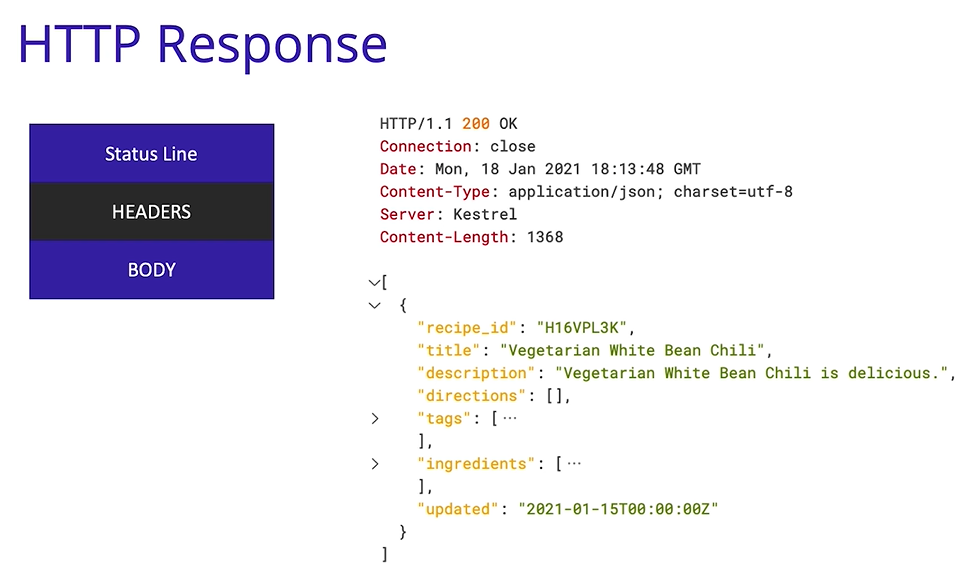 HTTP Response
Status Line
HEADERS
BODY
HTTP/1.1 200 OK
Connection: close
Date: Mon, 18 Jan 2021 18:13:48 GMT
Content-Type: application/json; charset=utf-8
Server: Kestrel
Content-Length: 1368
[
{
"recipe_id": "H16VPL3K",
"title": "Vegetarian White Bean Chili",
"description": "Vegetarian White Bean Chili is delicious.",
"directions": [],
"tags": [ ⋯
],
"ingredients": [ ⋯
],
"updated": "2021-01-15T00:00:00Z"
}
]